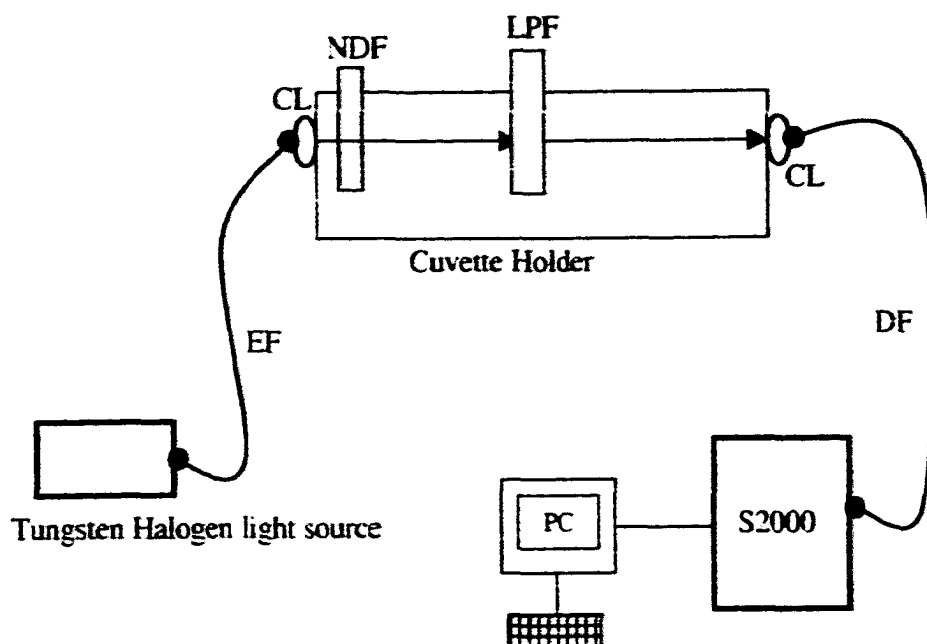 LPF
NDF
CL
CL
Cuvette Holder
EF
DF
Tungsten Halogen light source
PC
S2000